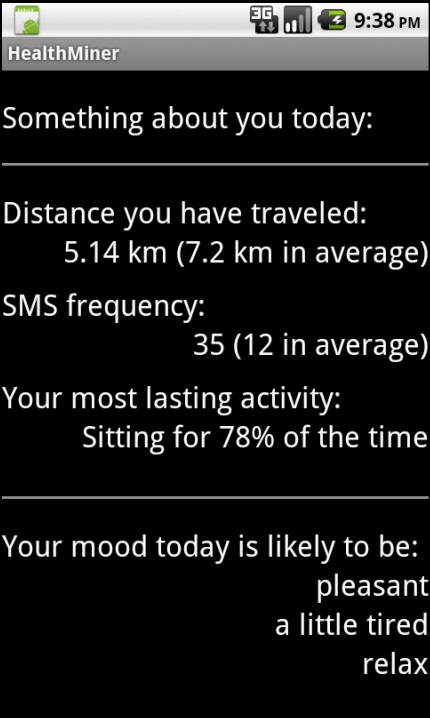 3G 9:38 PM
HealthMiner
Something about you today:
Distance you have traveled:
5.14 km (7.2 km in average)
SMS frequency:
35 (12 in average)
Your most lasting activity:
Sitting for 78% of the time
Your mood today is likely to be:
pleasant
a little tired
relax